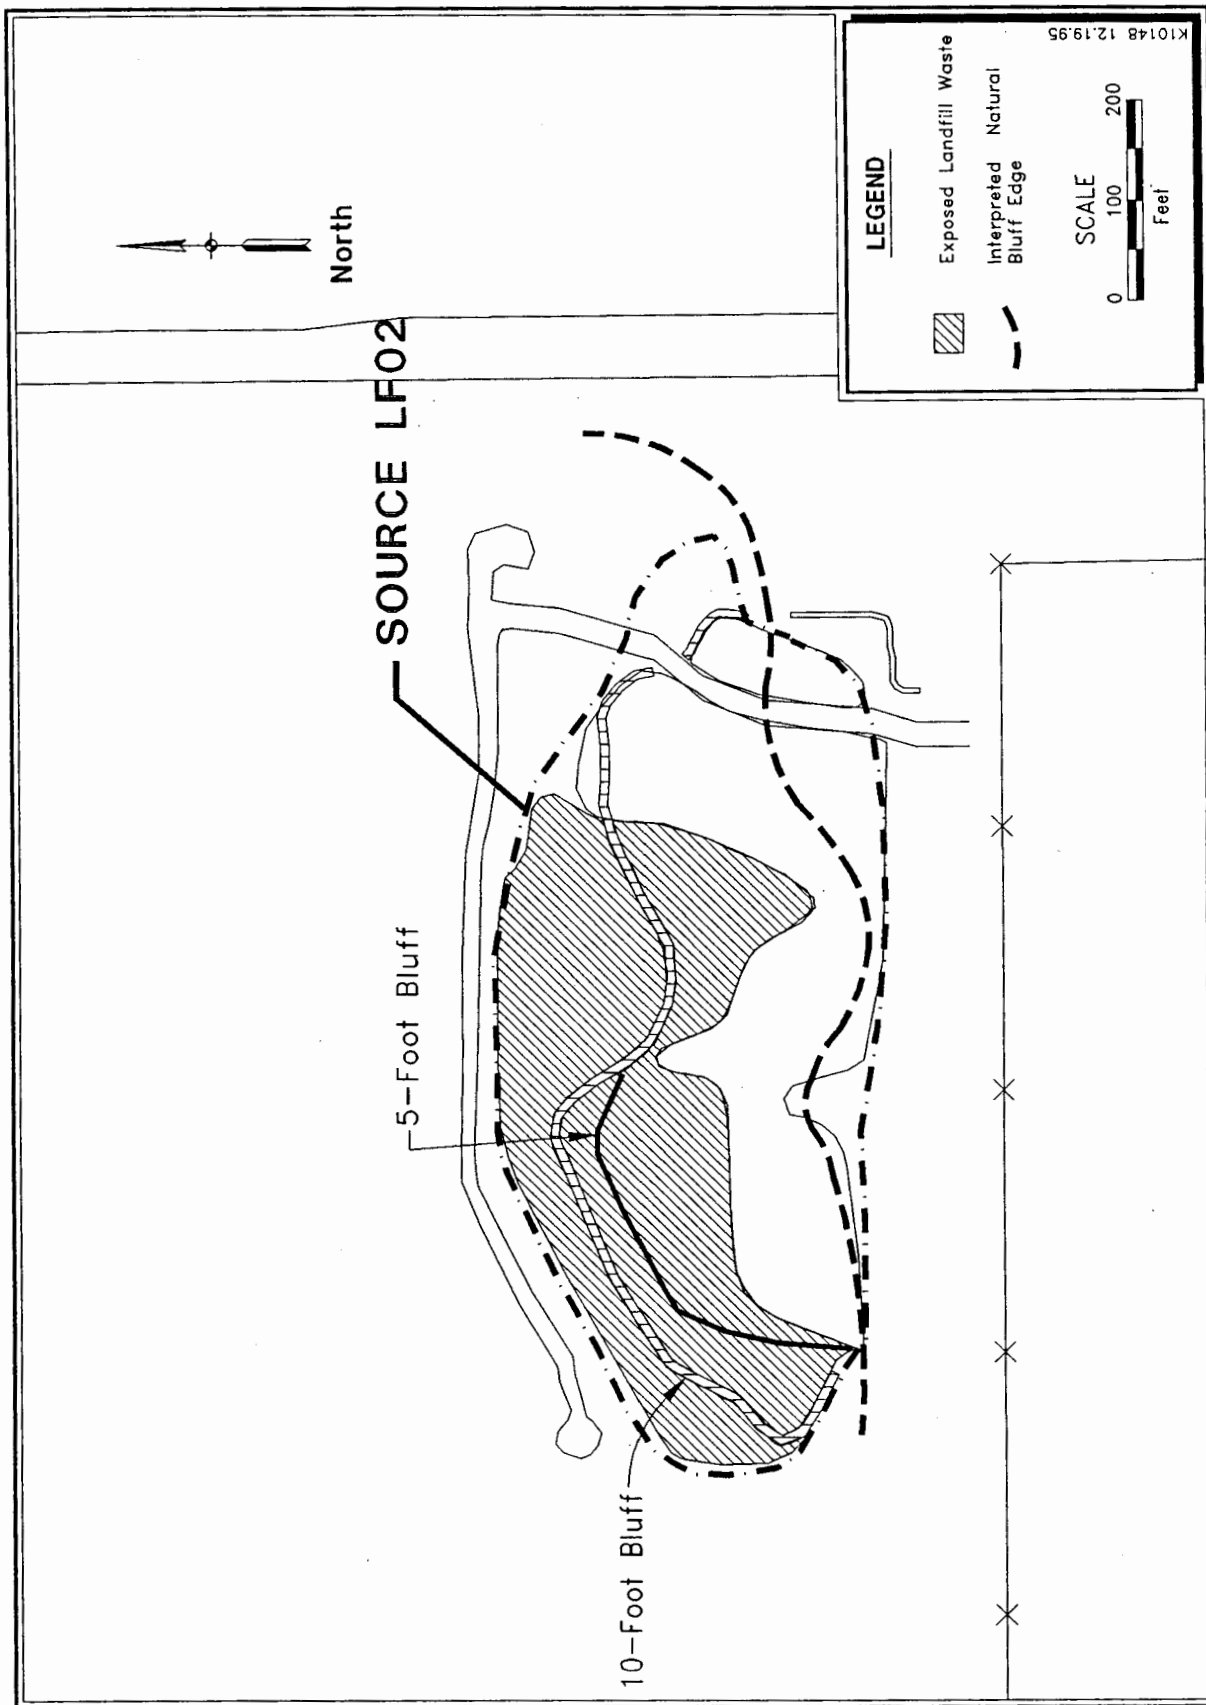 North
SOURCE LF02
5-Foot Bluff
10-Foot Bluff
LEGEND
Exposed Landfill Waste
Interpreted Natural
Bluff Edge
SCALE
0 100 200
Feet
K10148 12.19.95